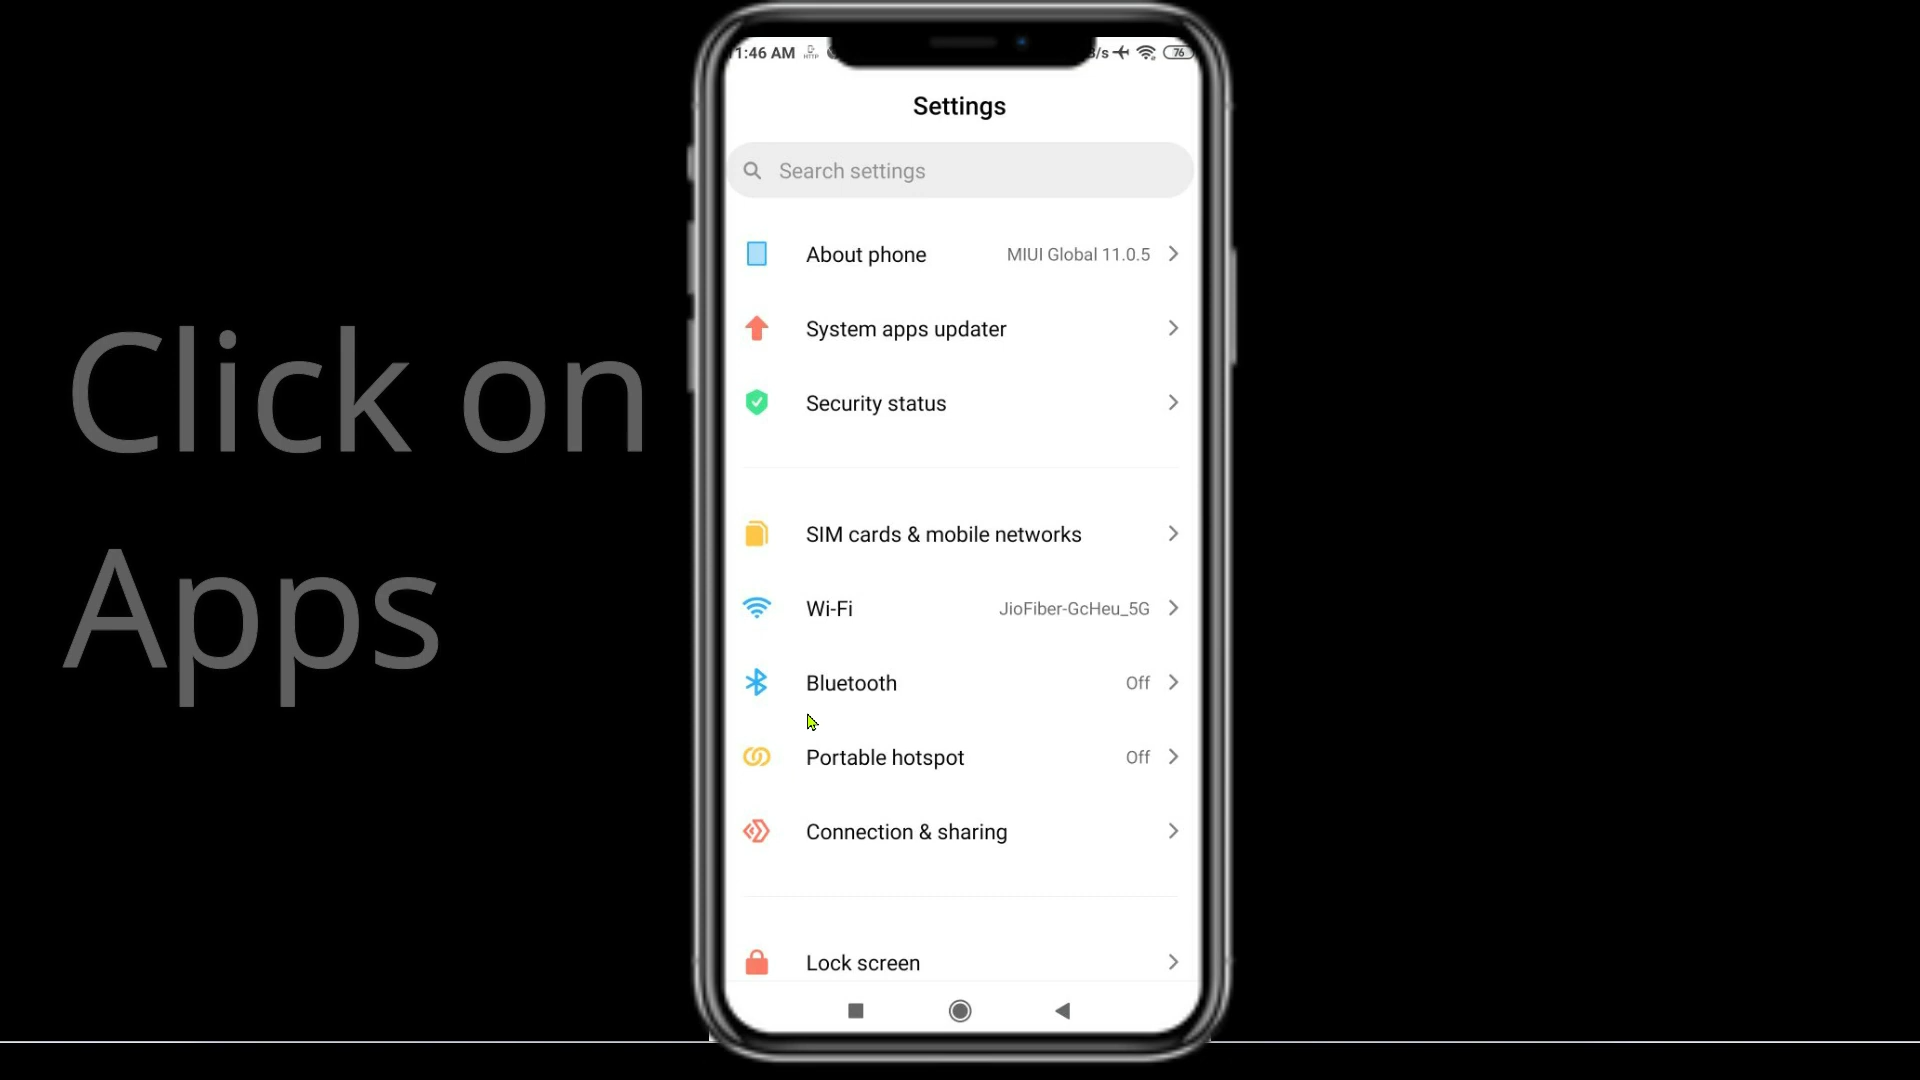 1:46 AM
HTTP
/s
76
Settings
Search settings
About phone
MIUI Global 11.0.5
System apps updater
Security status
SIM cards & mobile networks
Wi-Fi
JioFiber-GcHeu_5G
Bluetooth
Off
Portable hotspot
Off
Connection & sharing
Lock screen
Click on
Apps